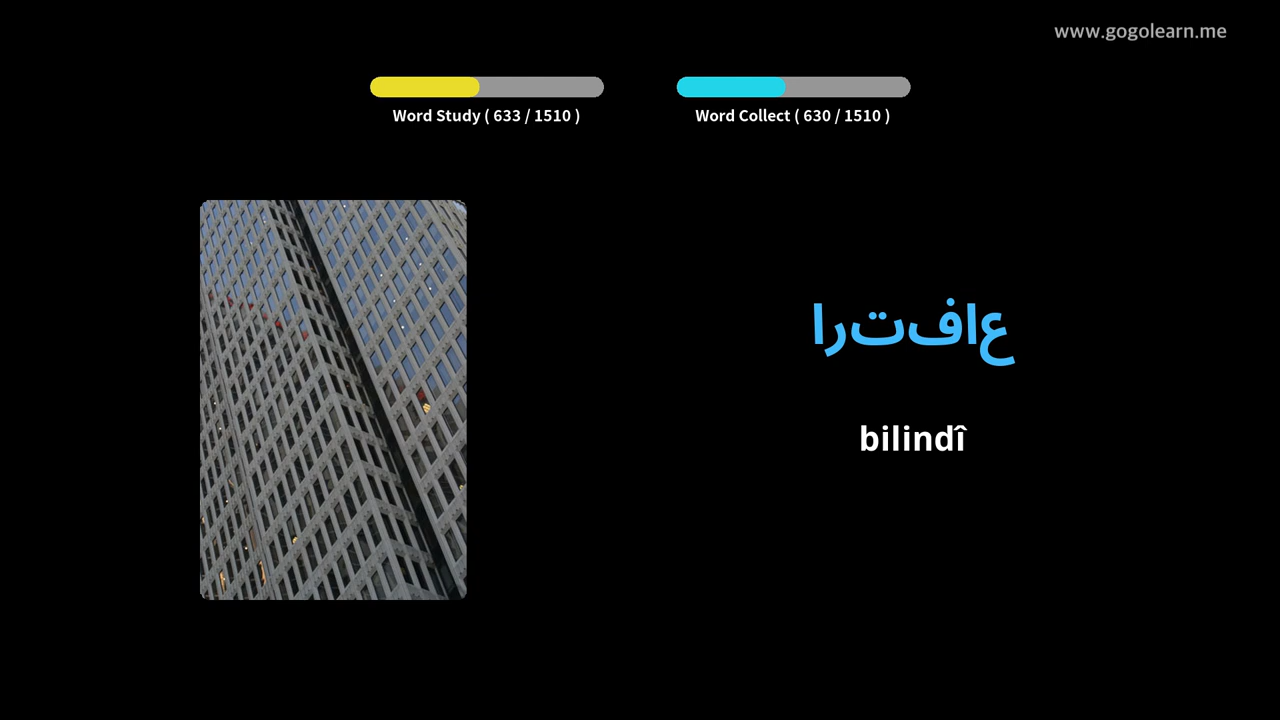 www.gogolearn.me
Word Study ( 633 / 1510 )
Word Collect ( 630 / 1510 )
ارتفاع
bilindî